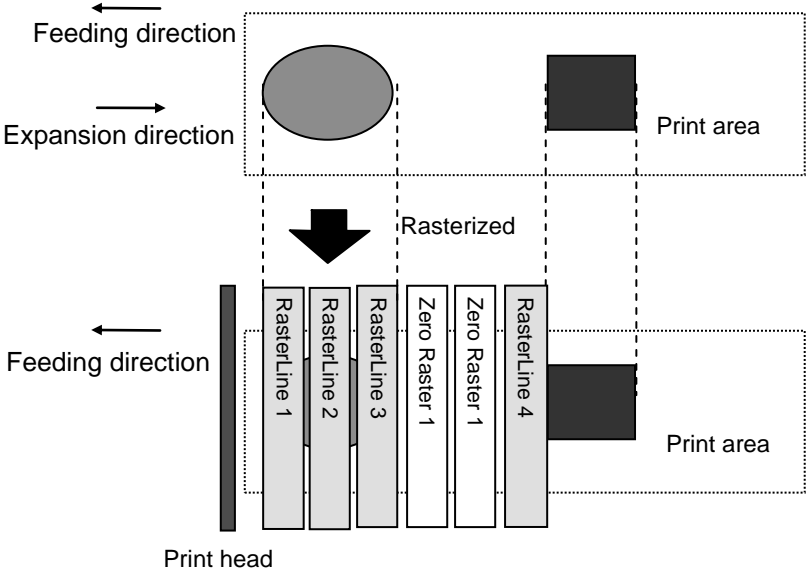 Feeding direction
Expansion direction
Print area
Rasterized
Feeding direction
RasterLine 1
RasterLine 2
RasterLine 3
Zero Raster 1
Zero Raster 1
RasterLine 4
Print area
Print head